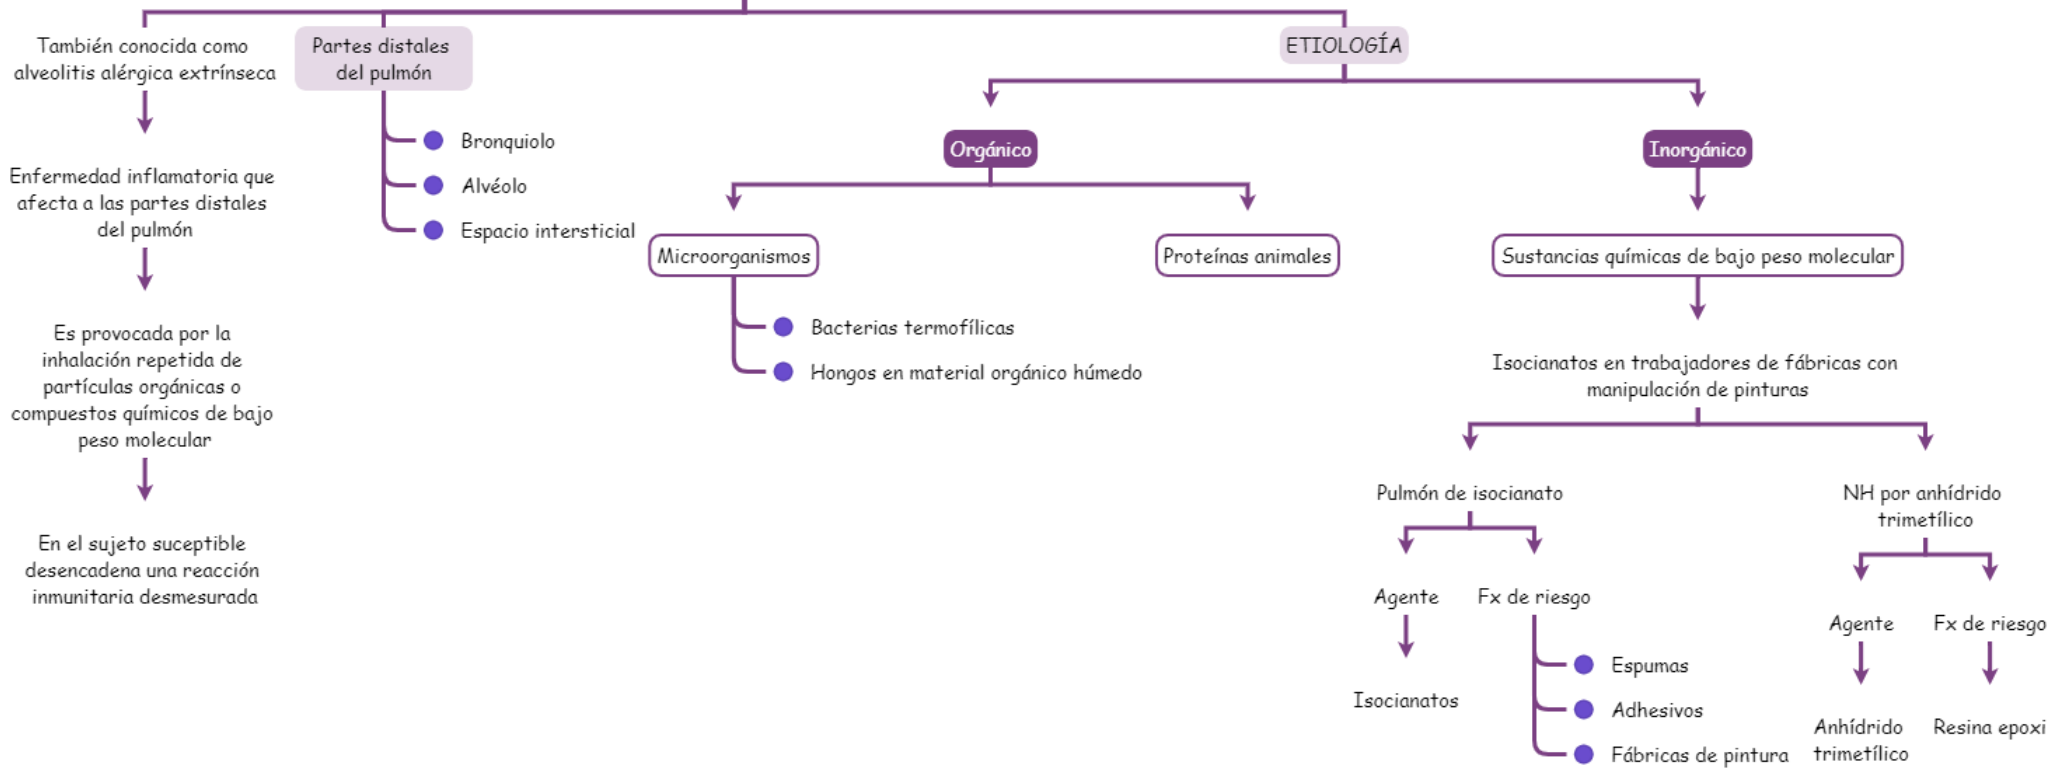 También conocida como
alveolitis alérgica extrínseca
Enfermedad inflamatoria que
afecta a las partes distales
del pulmón
Es provocada por la
inhalación repetida de
partículas orgánicas o
compuestos químicos de bajo
peso molecular
En el sujeto suceptible
desencadena una reacción
inmunitaria desmesurada
Partes distales
del pulmón
Bronquiolo
Alvéolo
Espacio intersticial
ETIOLOGÍA
Orgánico
Microorganismos
Bacterias termofílicas
Hongos en material orgánico húmedo
Proteínas animales
Inorgánico
Sustancias químicas de bajo peso molecular
Isocianatos en trabajadores de fábricas con
manipulación de pinturas
Pulmón de isocianato
Agente
Isocianatos
Fx de riesgo
Espumas
Adhesivos
Fábricas de pintura
NH por anhídrido
trimetílico
Agente
Anhídrido
trimetílico
Fx de riesgo
Resina epoxi